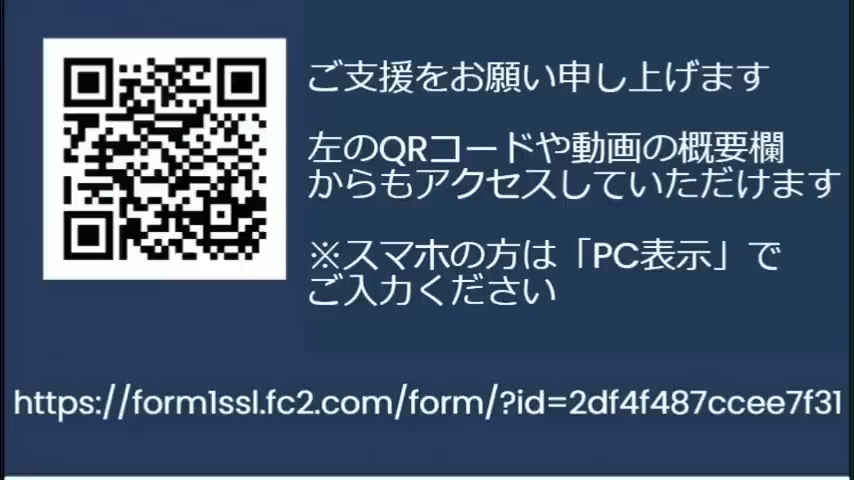 ご支援をお願い申し上げます
左のQRコードや動画の概要欄
からもアクセスしていただけます
※スマホの方は「PC表示」で
ご入力ください
https://form1ssl.fc2.com/form/?id=2df4f487ccee7f31